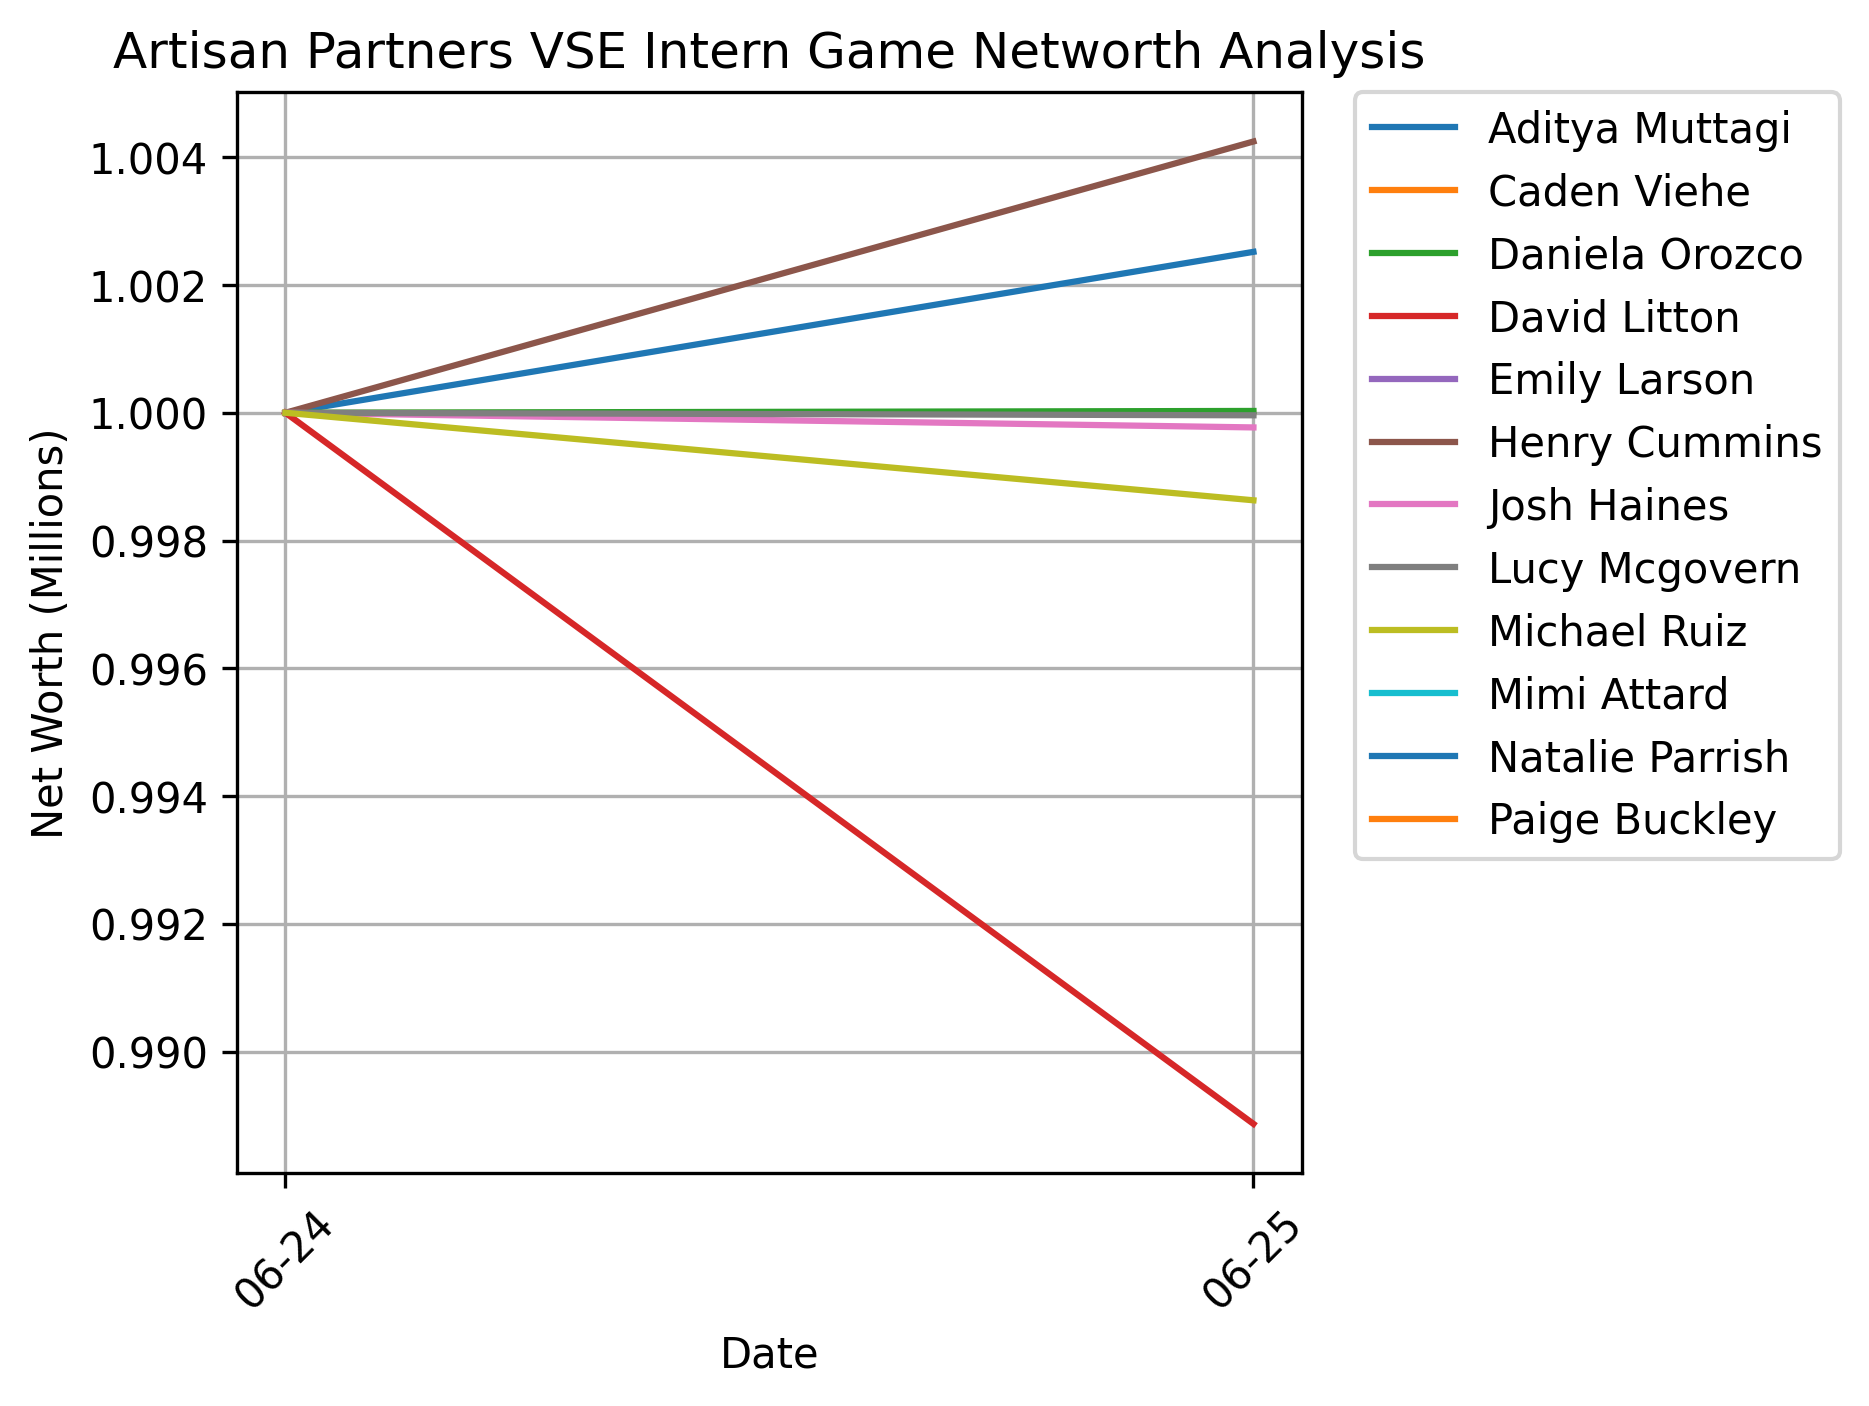 Artisan Partners VSE Intern Game Networth Analysis
1.004
1.002
1.000
0.998
0.996
0.994
0.992
0.990
Net Worth (Millions)
06-24
06-25
Date
Aditya Muttagi
Caden Viehe
Daniela Orozco
David Litton
Emily Larson
Henry Cummins
Josh Haines
Lucy Mcgovern
Michael Ruiz
Mimi Attard
Natalie Parrish
Paige Buckley